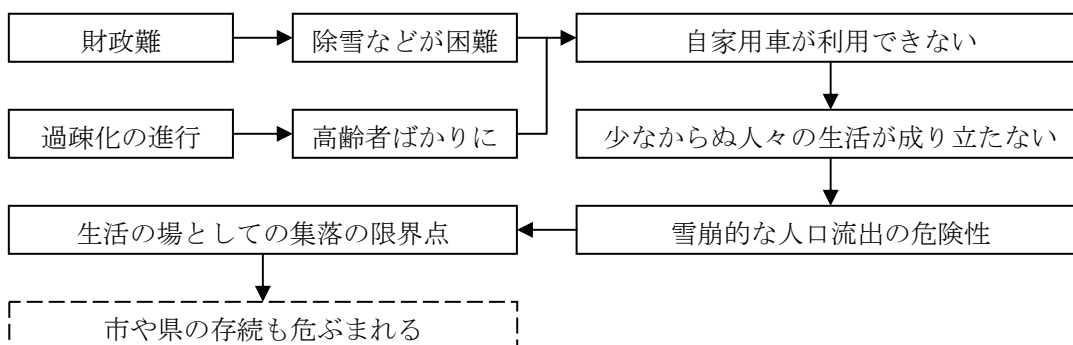 財政難
除雪などが困難
自家用車が利用できない
過疎化の進行
高齢者ばかりに
少なからぬ人々の生活が成り立たない
生活の場としての集落の限界点
雪崩的な人口流出の危険性
市や県の存続も危ぶまれる